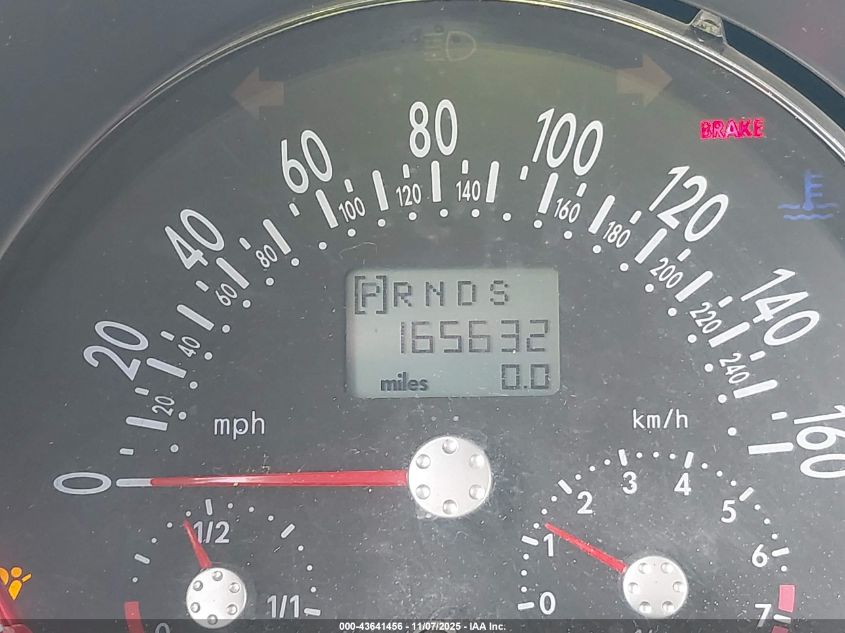 BRAKE
0 20 40 60 80 100 120 140 160
20 40 60 80 100 120 140 160 180 200 220 240
[P] R N D S
165632
miles 0.0
mph
km/h
0 1/2 1/1
0 1 2 3 4 5 6 7
000-43641456 - 11/07/2025 - IAA Inc.